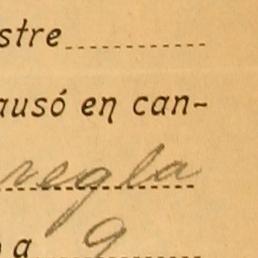 stre
ausó en can-
regla
a 9